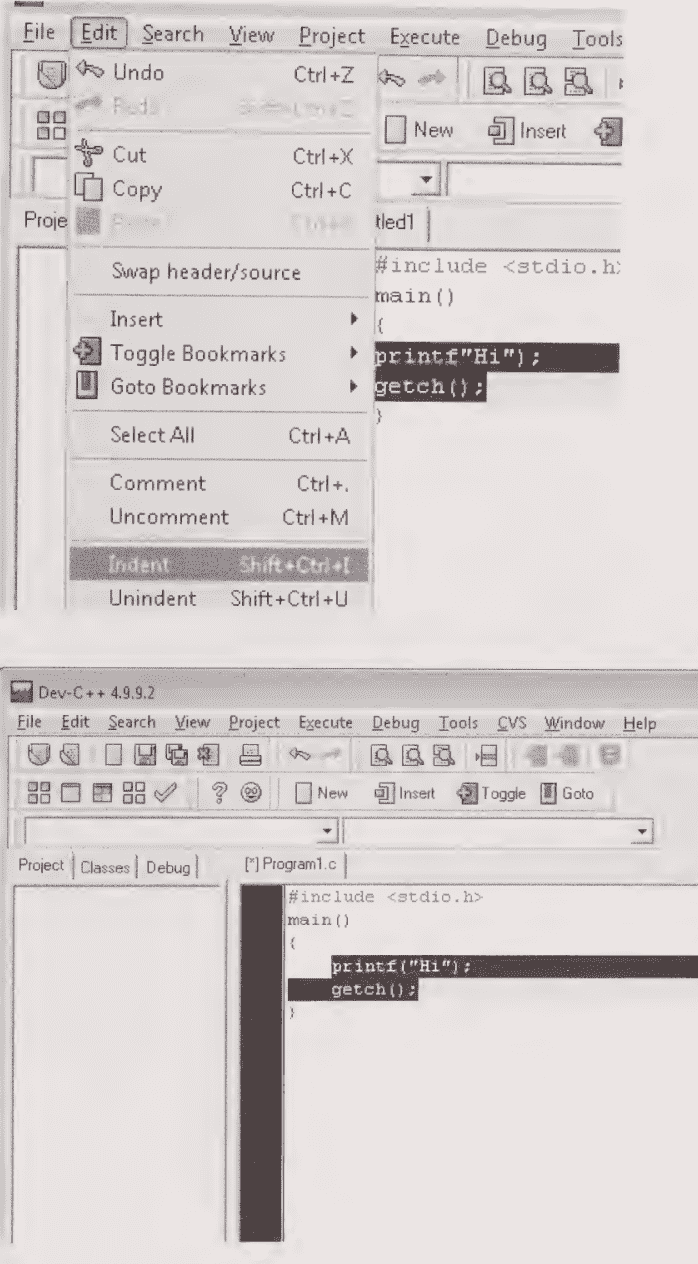 File Edit Search View Project Execute Debug Tools
Undo Ctrl+Z
Cut Ctrl+X New Insert
Copy Ctrl+C
Proje tled1
Swap header/source #include <stdio.h>
Insert main()
{
Toggle Bookmarks printf"Hi");
Goto Bookmarks getch();
}
Select All Ctrl+A
Comment Ctrl+.
Uncomment Ctrl+M
Indent Shift+Ctrl+I
Unindent Shift+Ctrl+U
Dev-C++ 4.9.9.2
File Edit Search View Project Execute Debug Tools CVS Window Help
New Insert Toggle Goto
Project Classes Debug [*] Program1.c
#include <stdio.h>
main()
{
printf("Hi");
getch();
}